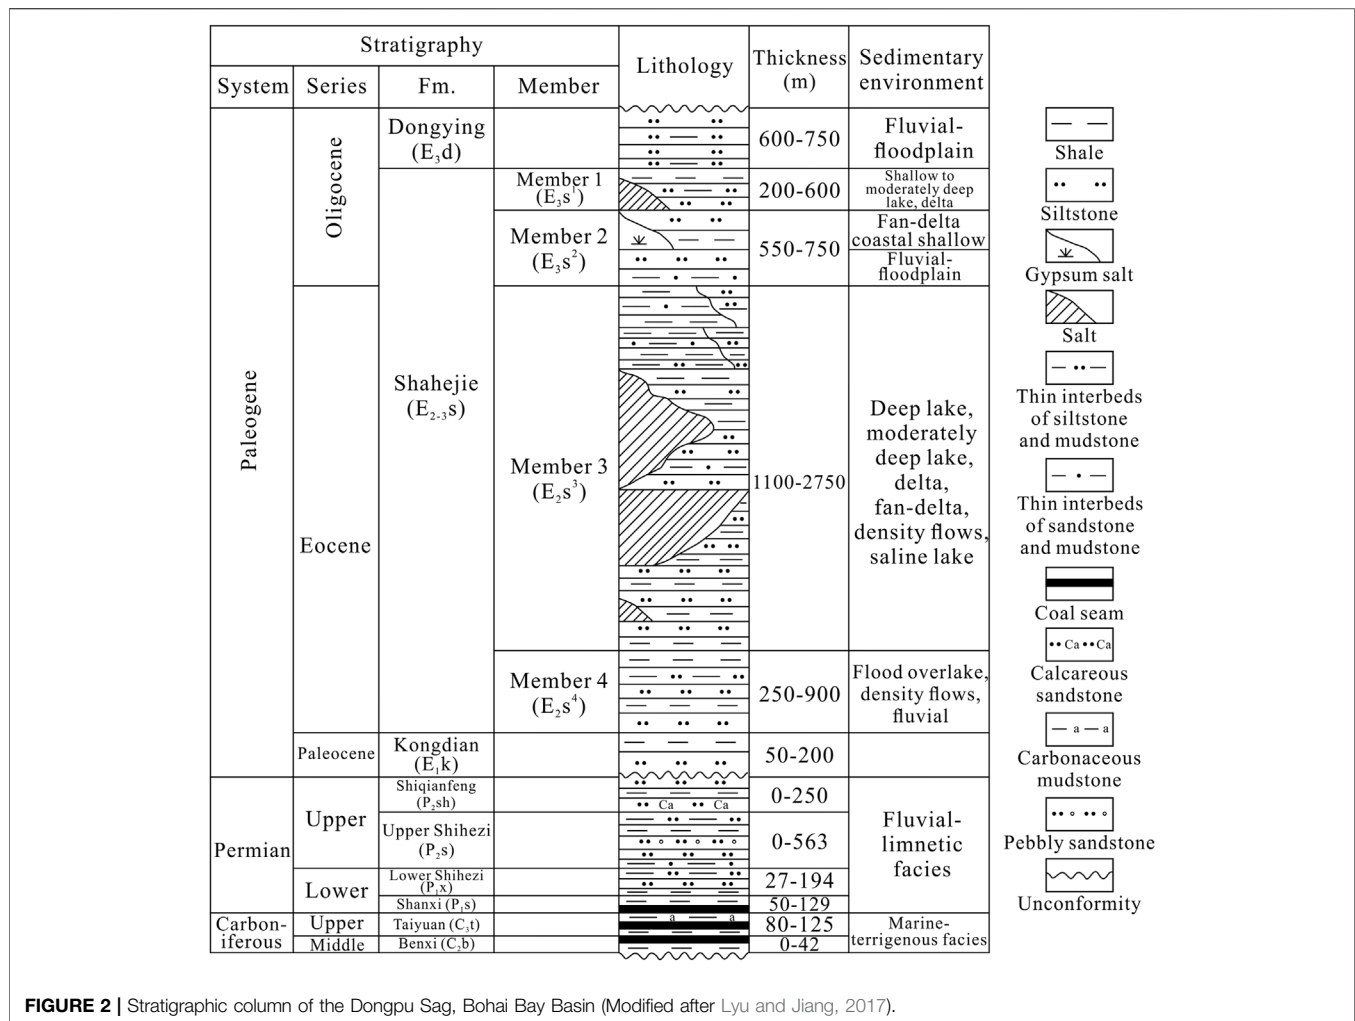 Stratigraphy
System
Series
Fm.
Member
Lithology
Thickness
(m)
Sedimentary
environment
Paleogene
Oligocene
Dongying
(E₃d)
600-750
Fluvial-
floodplain
Shahejie
(E₂₋₃s)
Member 1
(E₃s¹)
200-600
Shallow to
moderately deep
lake, delta
Member 2
(E₃s²)
550-750
Fan-delta
coastal shallow
Fluvial-
floodplain
Eocene
Member 3
(E₂s³)
1100-2750
Deep lake,
moderately
deep lake,
delta,
fan-delta,
density flows,
saline lake
Member 4
(E₂s⁴)
250-900
Flood overlake,
density flows,
fluvial
Paleocene
Kongdian
(E₁k)
50-200
Permian
Upper
Shiqianfeng
(P₂sh)
Ca Ca
0-250
Fluvial-
limnetic
facies
Upper Shihezi
(P₂s)
0-563
Lower
Lower Shihezi
(P₁x)
27-194
Shanxi (P₁s)
50-129
Carbon-
iferous
Upper
Taiyuan (C₃t)
a a
80-125
Marine-
terrigenous facies
Middle
Benxi (C₂b)
0-42
Shale
Siltstone
Gypsum salt
Salt
Thin interbeds
of siltstone
and mudstone
Thin interbeds
of sandstone
and mudstone
Coal seam
Ca Ca
Calcareous
sandstone
a a
Carbonaceous
mudstone
Pebbly sandstone
Unconformity
FIGURE 2 | Stratigraphic column of the Dongpu Sag, Bohai Bay Basin (Modified after Lyu and Jiang, 2017).